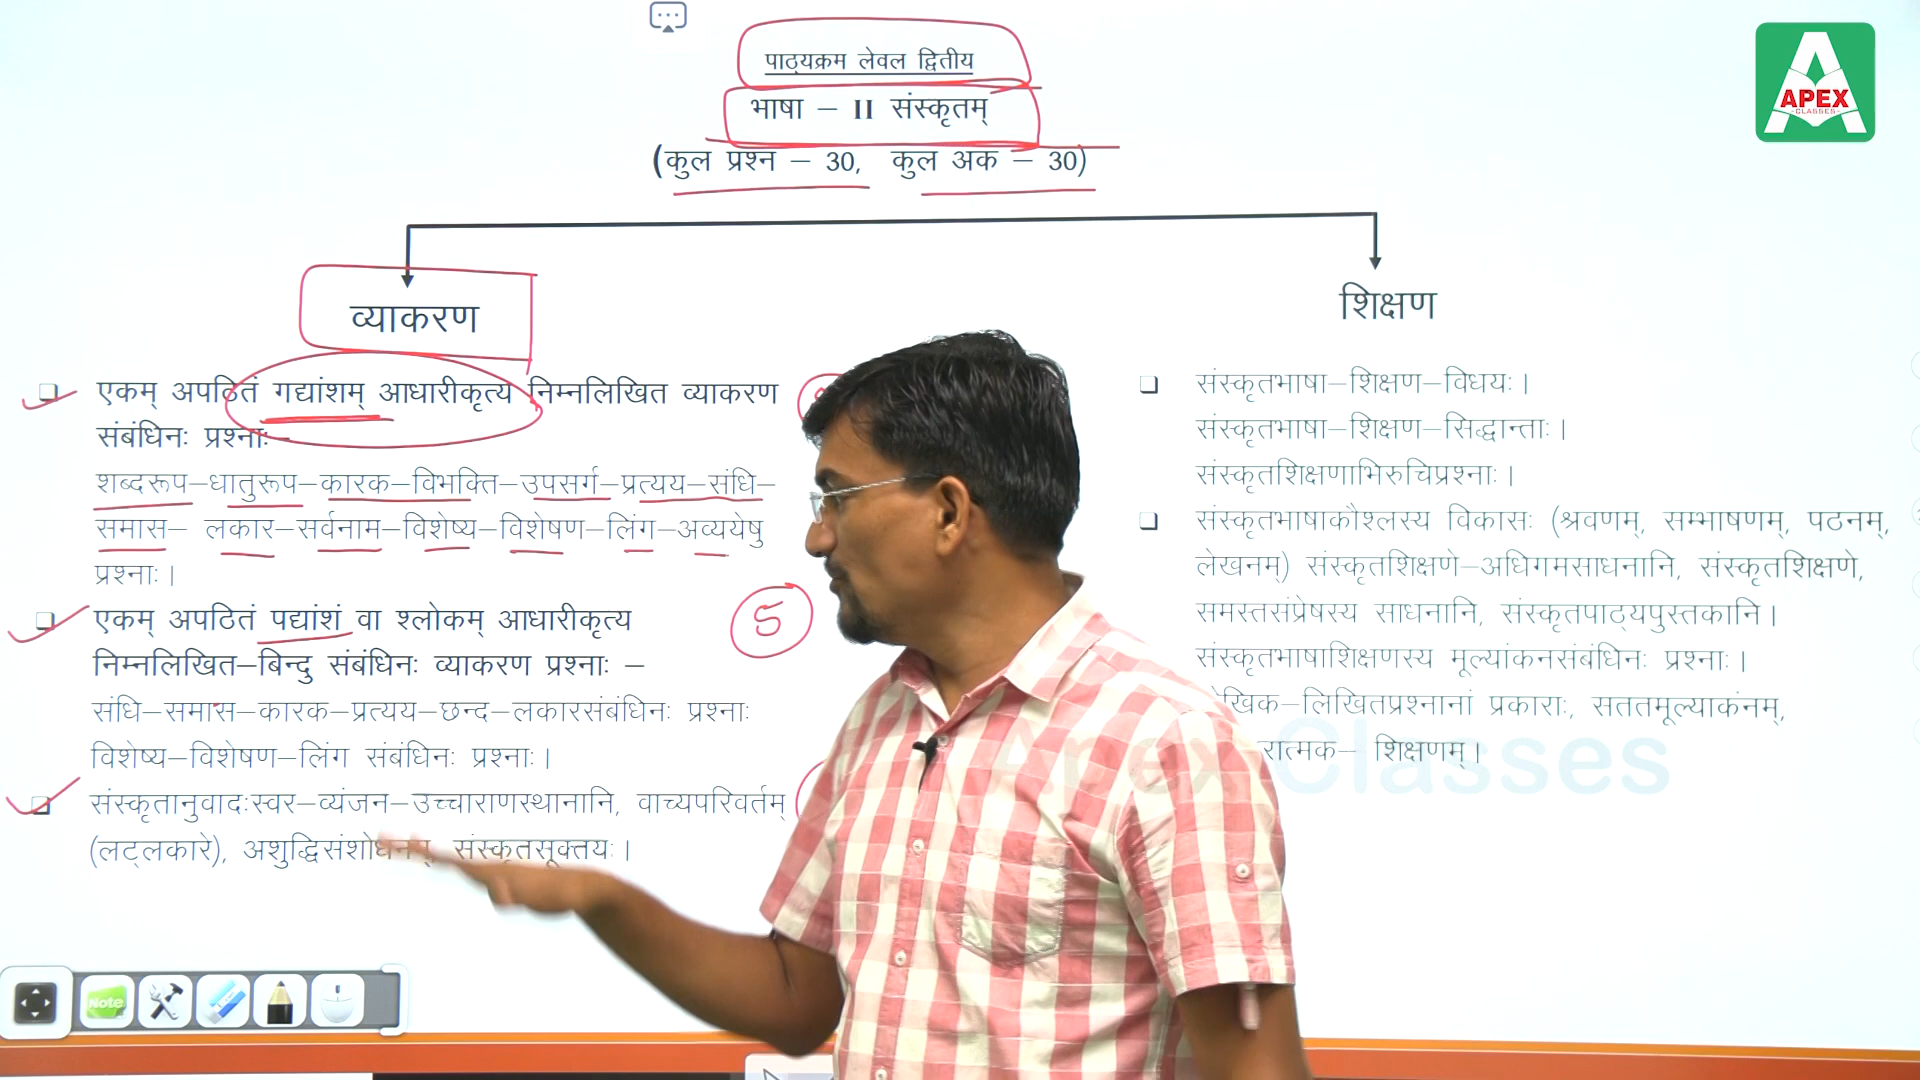 पाठ्यक्रम लेवल द्वितीय
भाषा – II संस्कृतम्
(कुल प्रश्न – 30, कुल अक – 30)
APEX
CLASSES
व्याकरण
एकम् अपठितं गद्यांशम् आधारीकृत्य निम्नलिखित व्याकरण
संबंधिनः प्रश्नाः–
शब्दरूप–धातुरूप–कारक–विभक्ति–उपसर्ग–प्रत्यय–संधि–
समास– लकार–सर्वनाम–विशेष्य–विशेषण–लिंग–अव्ययेषु
प्रश्नाः।
एकम् अपठितं पद्यांशं वा श्लोकम् आधारीकृत्य
5
निम्नलिखित–बिन्दु संबंधिनः व्याकरण प्रश्नाः –
संधि–समास–कारक–प्रत्यय–छन्द–लकारसंबंधिनः प्रश्नाः
विशेष्य–विशेषण–लिंग संबंधिनः प्रश्नाः।
संस्कृतानुवादःस्वर–व्यंजन–उच्चाराणस्थानानि, वाच्यपरिवर्तम्
(लट्लकारे), अशुद्धिसंशोधनम्, संस्कृतसूक्तयः।
शिक्षण
संस्कृतभाषा–शिक्षण–विधयः।
संस्कृतभाषा–शिक्षण–सिद्धान्ताः।
संस्कृतशिक्षणाभिरुचिप्रश्नाः।
संस्कृतभाषाकौश्लस्य विकासः (श्रवणम्, सम्भाषणम्, पठनम्,
लेखनम्) संस्कृतशिक्षणे–अधिगमसाधनानि, संस्कृतशिक्षणे,
समस्तसंप्रेषस्य साधनानि, संस्कृतपाठ्यपुस्तकानि।
संस्कृतभाषाशिक्षणस्य मूल्यांकनसंबंधिनः प्रश्नाः।
खिक–लिखितप्रश्नानां प्रकाराः, सततमूल्याकंनम्,
रात्मक– शिक्षणम्।
Apex Classes
Note